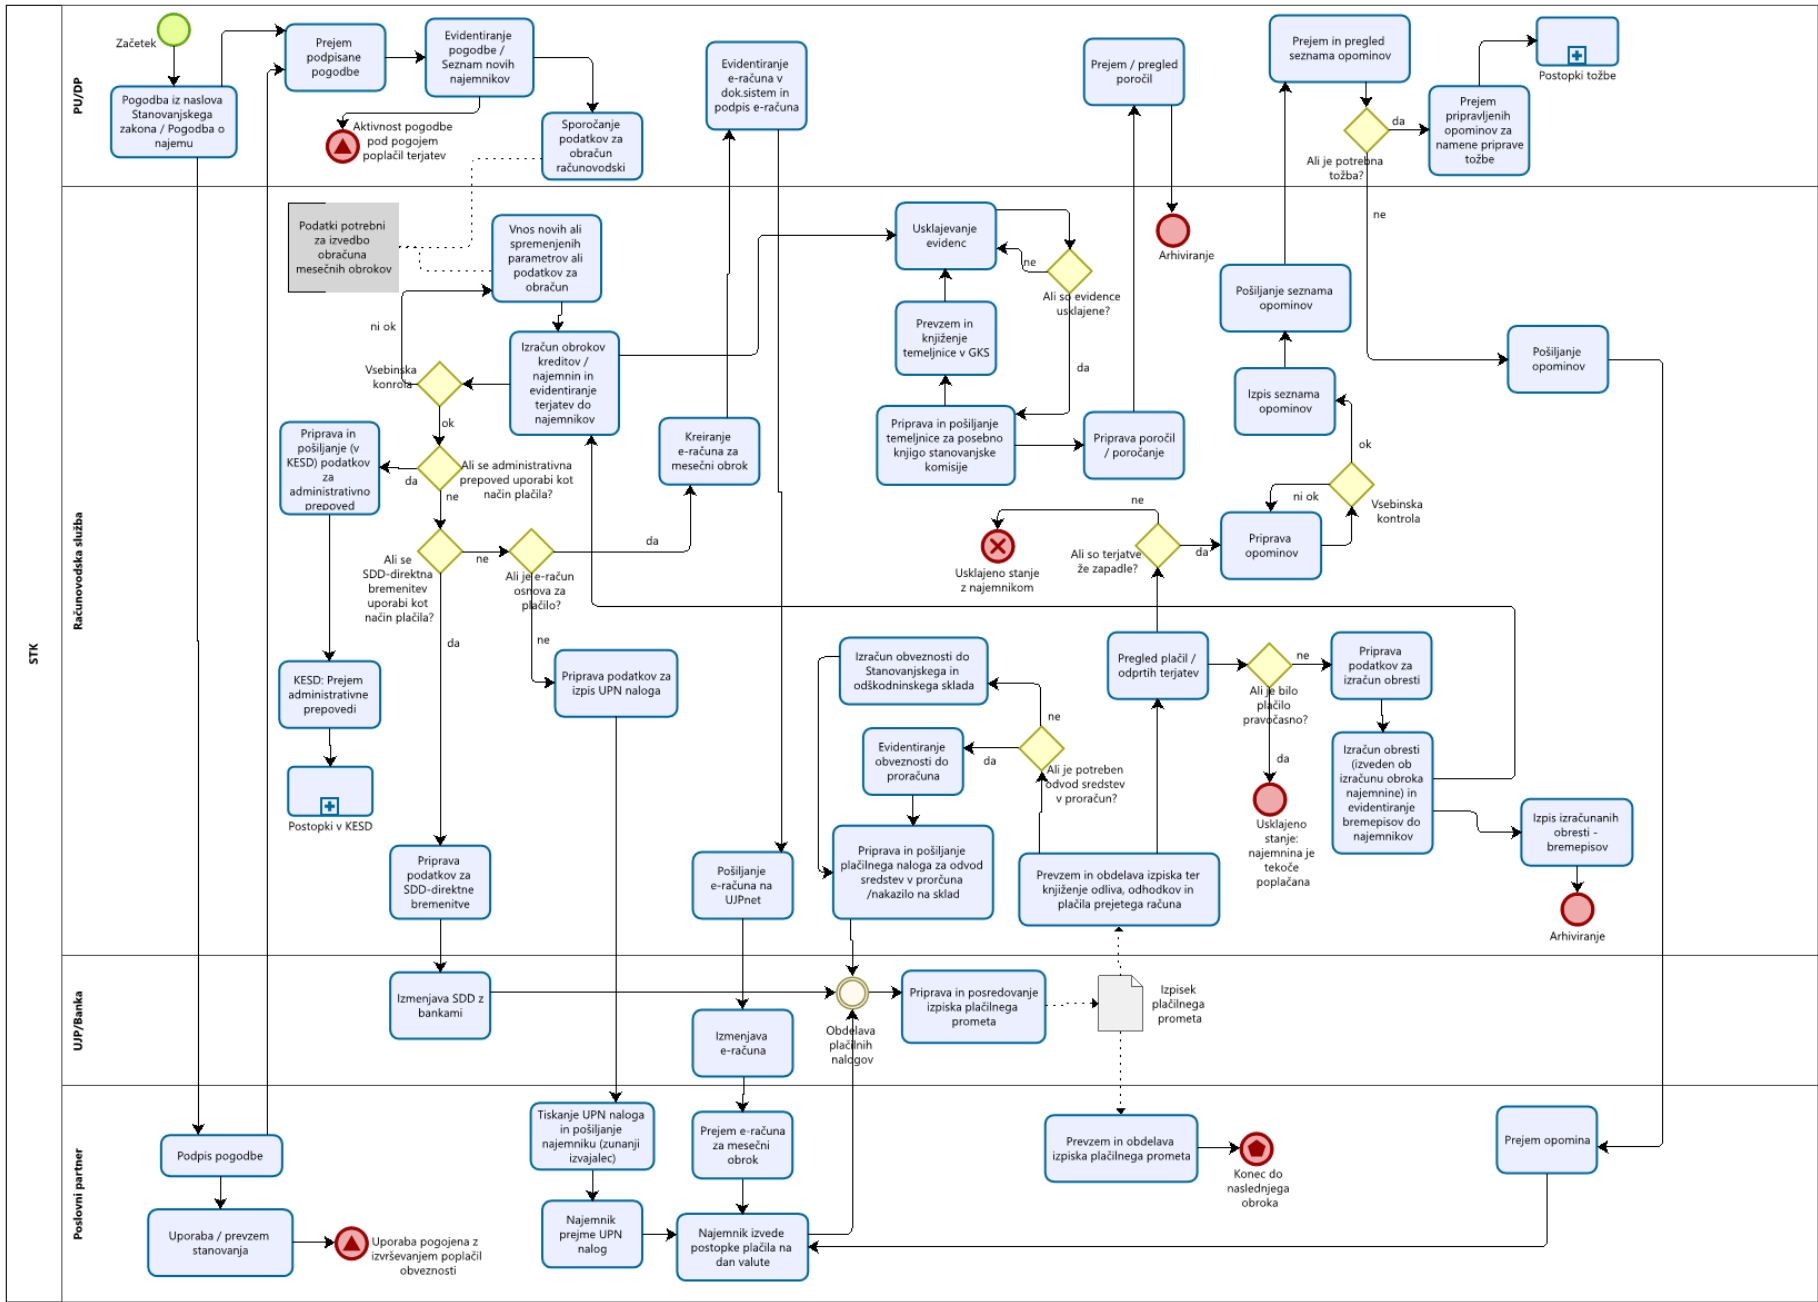 STK
PU/DP
Začetek
Pogodba iz naslova
Stanovanjskega
zakona / Pogodba o
najemu
Prejem
podpisane
pogodbe
Evidentiranje
pogodbe /
Seznam novih
najemnikov
Aktivnost pogodbe
pod pogojem
poplačil terjatev
Sporočanje
podatkov za
obračun
računovodski
Evidentiranje
e-računa v
dok.sistem in
podpis e-računa
Prejem / pregled
poročil
Prejem in pregled
seznama opominov
Ali je potrebna
tožba?
da
ne
Prejem
pripravljenih
opominov za
namene priprave
tožbe
Postopki tožbe
Računovodska služba
Podatki potrebni
za izvedbo
obračuna
mesečnih obrokov
Vnos novih ali
spremenjenih
parametrov ali
podatkov za
obračun
ni ok
Vsebinska
konrola
ok
Izračun obrokov
kreditov /
najemnin in
evidentiranje
terjatev do
najemnikov
Priprava in
pošiljanje (v
KESD) podatkov
za
administrativno
prepoved
da
Ali se administrativna
prepoved uporabi kot
način plačila?
ne
Ali se
SDD-direktna
bremenitev
uporabi kot
način plačila?
ne
da
Ali je e-račun
osnova za
plačilo?
da
ne
Kreiranje
e-računa za
mesečni obrok
KESD: Prejem
administrativne
prepovedi
Postopki v KESD
Priprava podatkov za
izpis UPN naloga
Priprava
podatkov za
SDD-direktne
bremenitve
Pošiljanje
e-računa na
UJPnet
Usklajevanje
evidenc
ne
Ali so evidence
usklajene?
da
Prevzem in
knjiženje
temeljnice v GKS
Priprava in pošiljanje
temeljnice za posebno
knjigo stanovanjske
komisije
Priprava poročil
/ poročanje
Arhiviranje
Pošiljanje seznama
opominov
Izpis seznama
opominov
ok
ni ok
Vsebinska
kontrola
Priprava
opominov
Pošiljanje
opominov
ne
Ali so terjatve
že zapadle?
da
Usklajeno stanje
z najemnikom
Izračun obveznosti do
Stanovanjskega in
odškodninskega sklada
ne
Evidentiranje
obveznosti do
proračuna
da
Ali je potreben
odvod sredstev
v proračun?
Priprava in pošiljanje
plačilnega naloga za odvod
sredstev v prorčuna
/nakazilo na sklad
Prevzem in obdelava izpiska ter
knjiženje odliva, odhodkov in
plačila prejetega računa
Pregled plačil /
odprtih terjatev
ne
Ali je bilo
plačilo
pravočasno?
da
Usklajeno
stanje:
najemnina je
tekoče
poplačana
Priprava
podatkov za
izračun obresti
Izračun obresti
(izveden ob
izračunu obroka
najemnine) in
evidentiranje
bremepisov do
najemnikov
Izpis izračunanih
obresti -
bremepisov
Arhiviranje
UJP/Banka
Izmenjava SDD z
bankami
Izmenjava
e-računa
Obdelava
plačilnih
nalogov
Priprava in posredovanje
izpiska plačilnega
prometa
Izpisek
plačilnega
prometa
Poslovni partner
Podpis pogodbe
Uporaba / prevzem
stanovanja
Uporaba pogojena z
izvrševanjem poplačil
obveznosti
Tiskanje UPN naloga
in pošiljanje
najemniku (zunanji
izvajalec)
Najemnik
prejme UPN
nalog
Prejem e-računa
za mesečni
obrok
Najemnik izvede
postopke plačila na
dan valute
Prevzem in obdelava
izpiska plačilnega prometa
Konec do
naslednjega
obroka
Prejem opomina